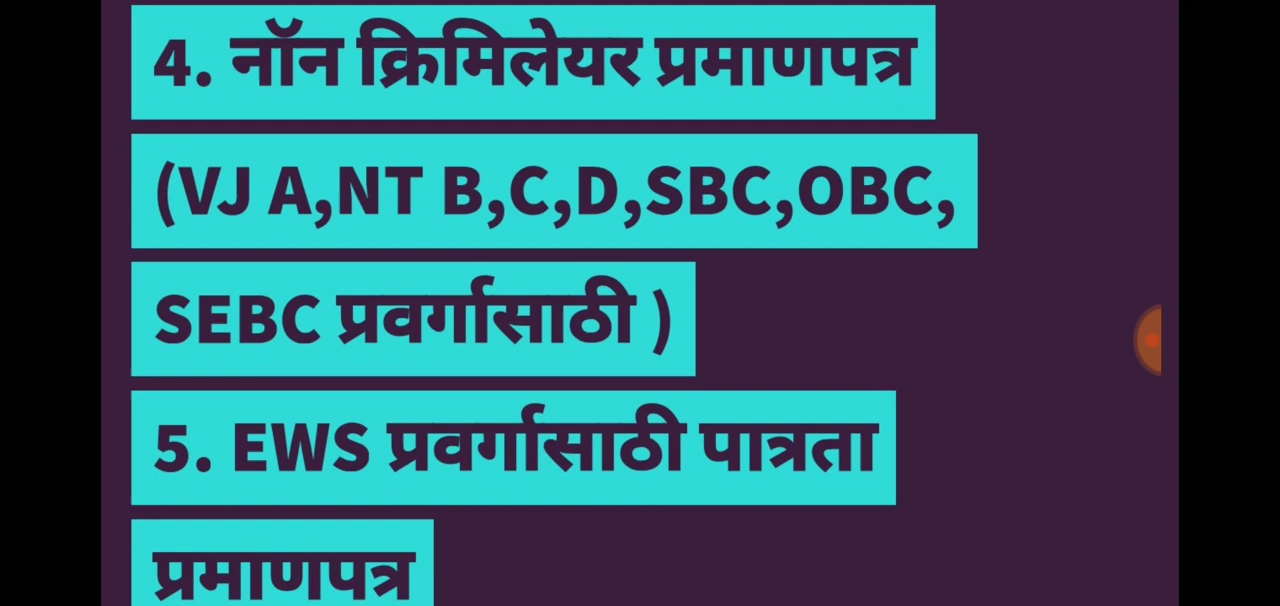 4. नॉन क्रिमिलेयर प्रमाणपत्र
(VJ A,NT B,C,D,SBC,OBC,
SEBC प्रवर्गासाठी )
5. EWS प्रवर्गासाठी पात्रता
प्रमाणपत्र